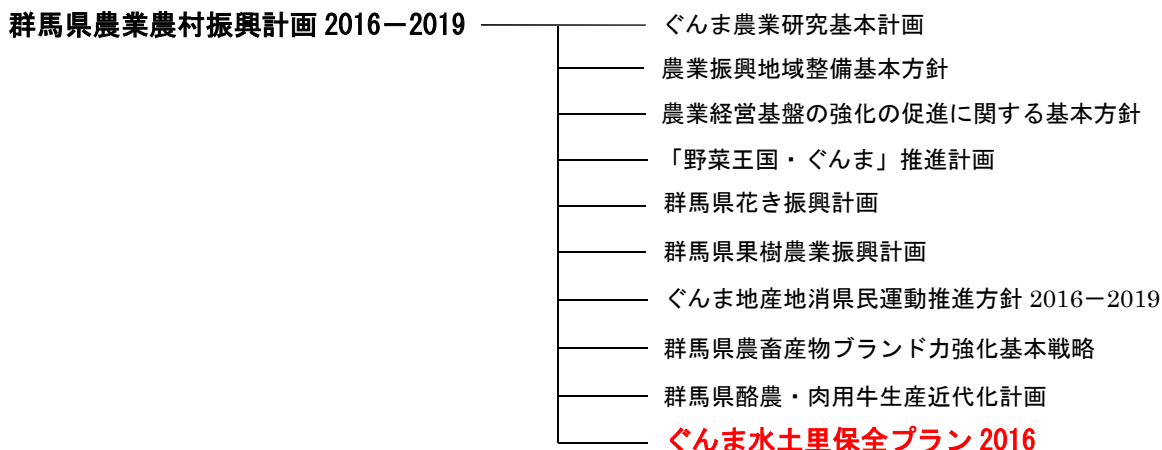 群馬県農業農村振興計画 2016－2019
ぐんま農業研究基本計画
農業振興地域整備基本方針
農業経営基盤の強化の促進に関する基本方針
「野菜王国・ぐんま」推進計画
群馬県花き振興計画
群馬県果樹農業振興計画
ぐんま地産地消県民運動推進方針 2016－2019
群馬県農畜産物ブランド力強化基本戦略
群馬県酪農・肉用牛生産近代化計画
ぐんま水土里保全プラン 2016